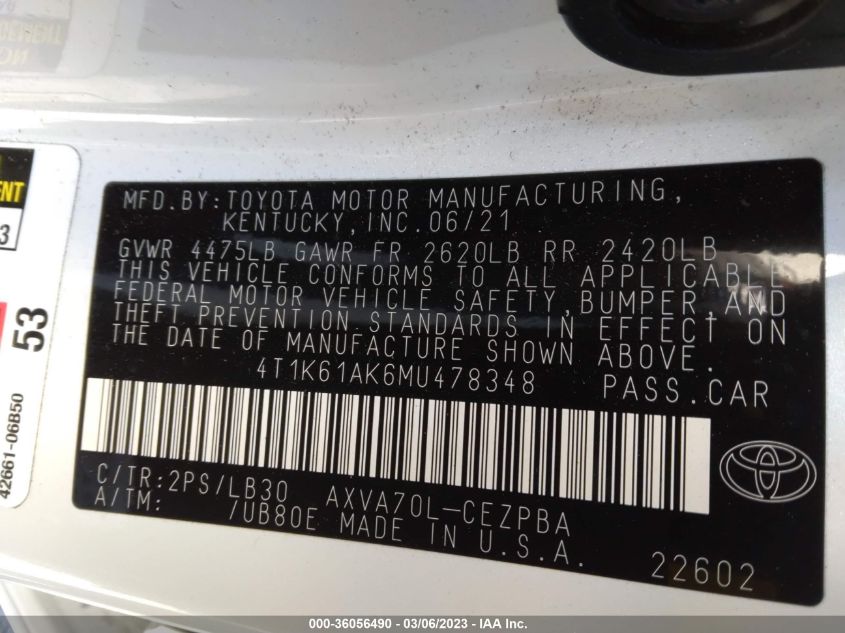 MFD.BY:TOYOTA MOTOR MANUFACTURING,
KENTUCKY,INC.06/21
GVWR 4475LB GAWR FR 2620LB RR 2420LB
THIS VEHICLE CONFORMS TO ALL APPLICABLE
FEDERAL MOTOR VEHICLE SAFETY,BUMPER,AND
THEFT PREVENTION STANDARDS IN EFFECT ON
THE DATE OF MANUFACTURE SHOWN ABOVE.
4T1K61AK6MU478348 PASS.CAR
C/TR:2PS/LB30 AXVA70L-CEZPBA
A/TM: /UB80E MADE IN U.S.A.
22602
3
53
42661-06B50
000-36056490 - 03/06/2023 - IAA Inc.